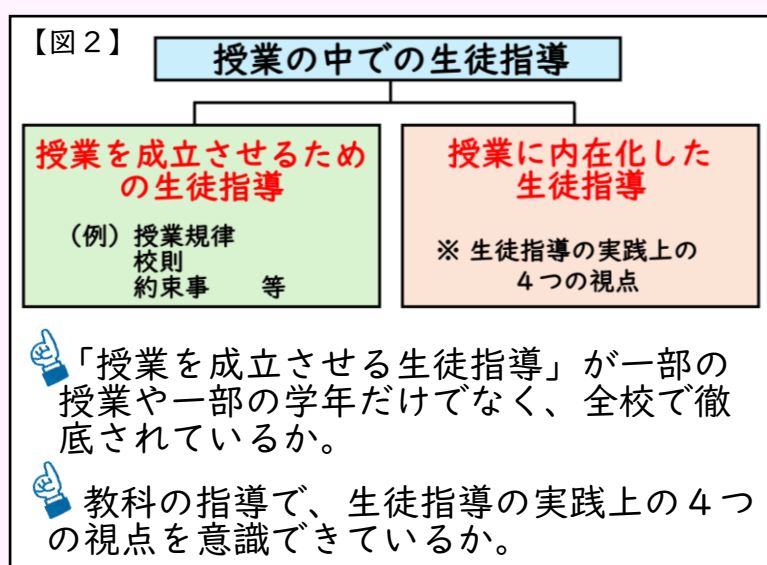 【図２】
授業の中での生徒指導
授業を成立させるため
の生徒指導
（例）授業規律
校則
約束事　　等
授業に内在化した
生徒指導
※ 生徒指導の実践上の
４つの視点
「授業を成立させる生徒指導」が一部の
授業や一部の学年だけでなく、全校で徹
底されているか。
教科の指導で、生徒指導の実践上の４つ
の視点を意識できているか。